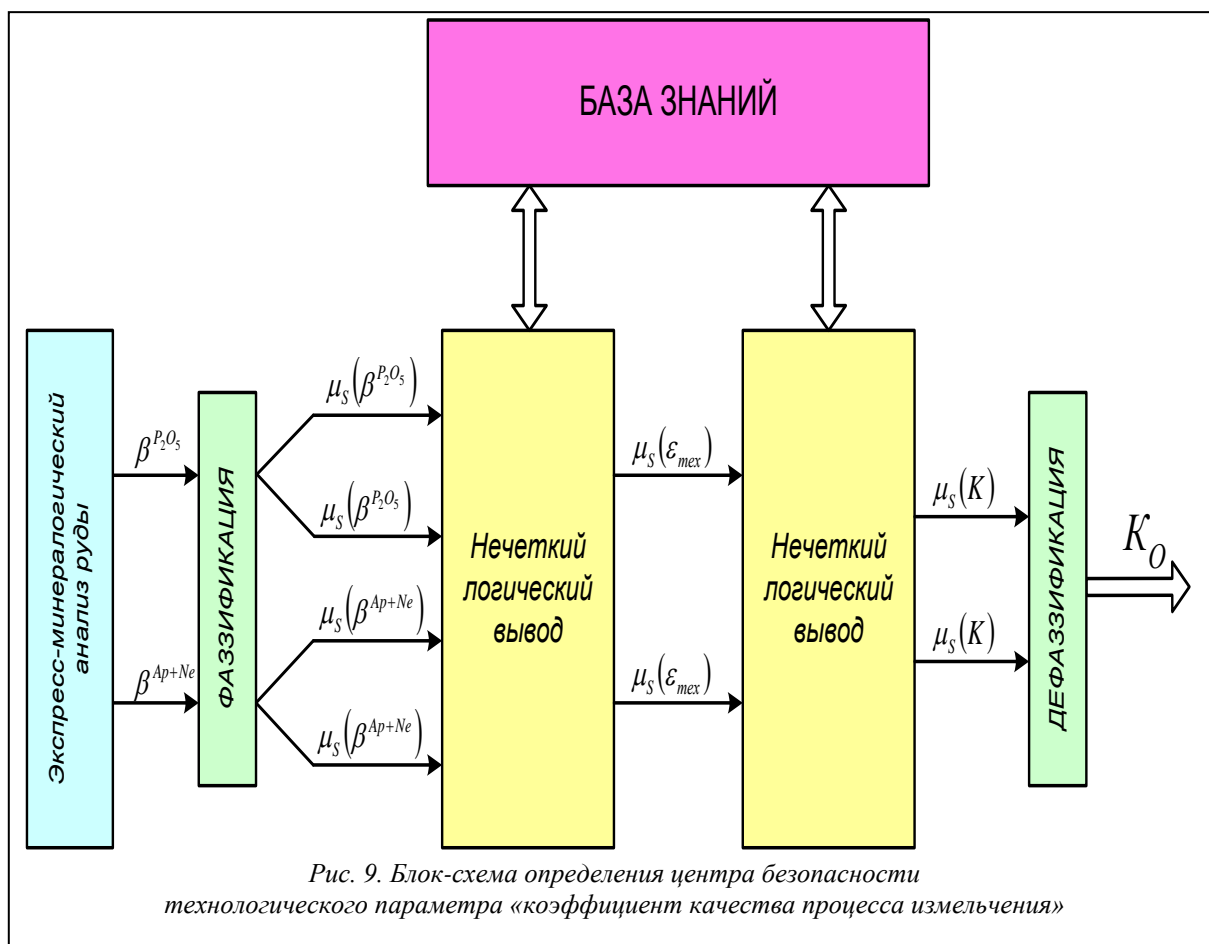 БАЗА ЗНАНИЙ
Экспресс-минералогический
анализ руды
β^{P₂O₅}
β^{Ap+Ne}
ФАЗЗИФИКАЦИЯ
μ_S(β^{P₂O₅})
μ_S(β^{P₂O₅})
μ_S(β^{Ap+Ne})
μ_S(β^{Ap+Ne})
Нечеткий
логический
вывод
μ_S(ε_{тех})
μ_S(ε_{тех})
Нечеткий
логический
вывод
μ_S(K)
μ_S(K)
ДЕФАЗЗИФИКАЦИЯ
K_O
Рис. 9. Блок-схема определения центра безопасности
технологического параметра «коэффициент качества процесса измельчения»